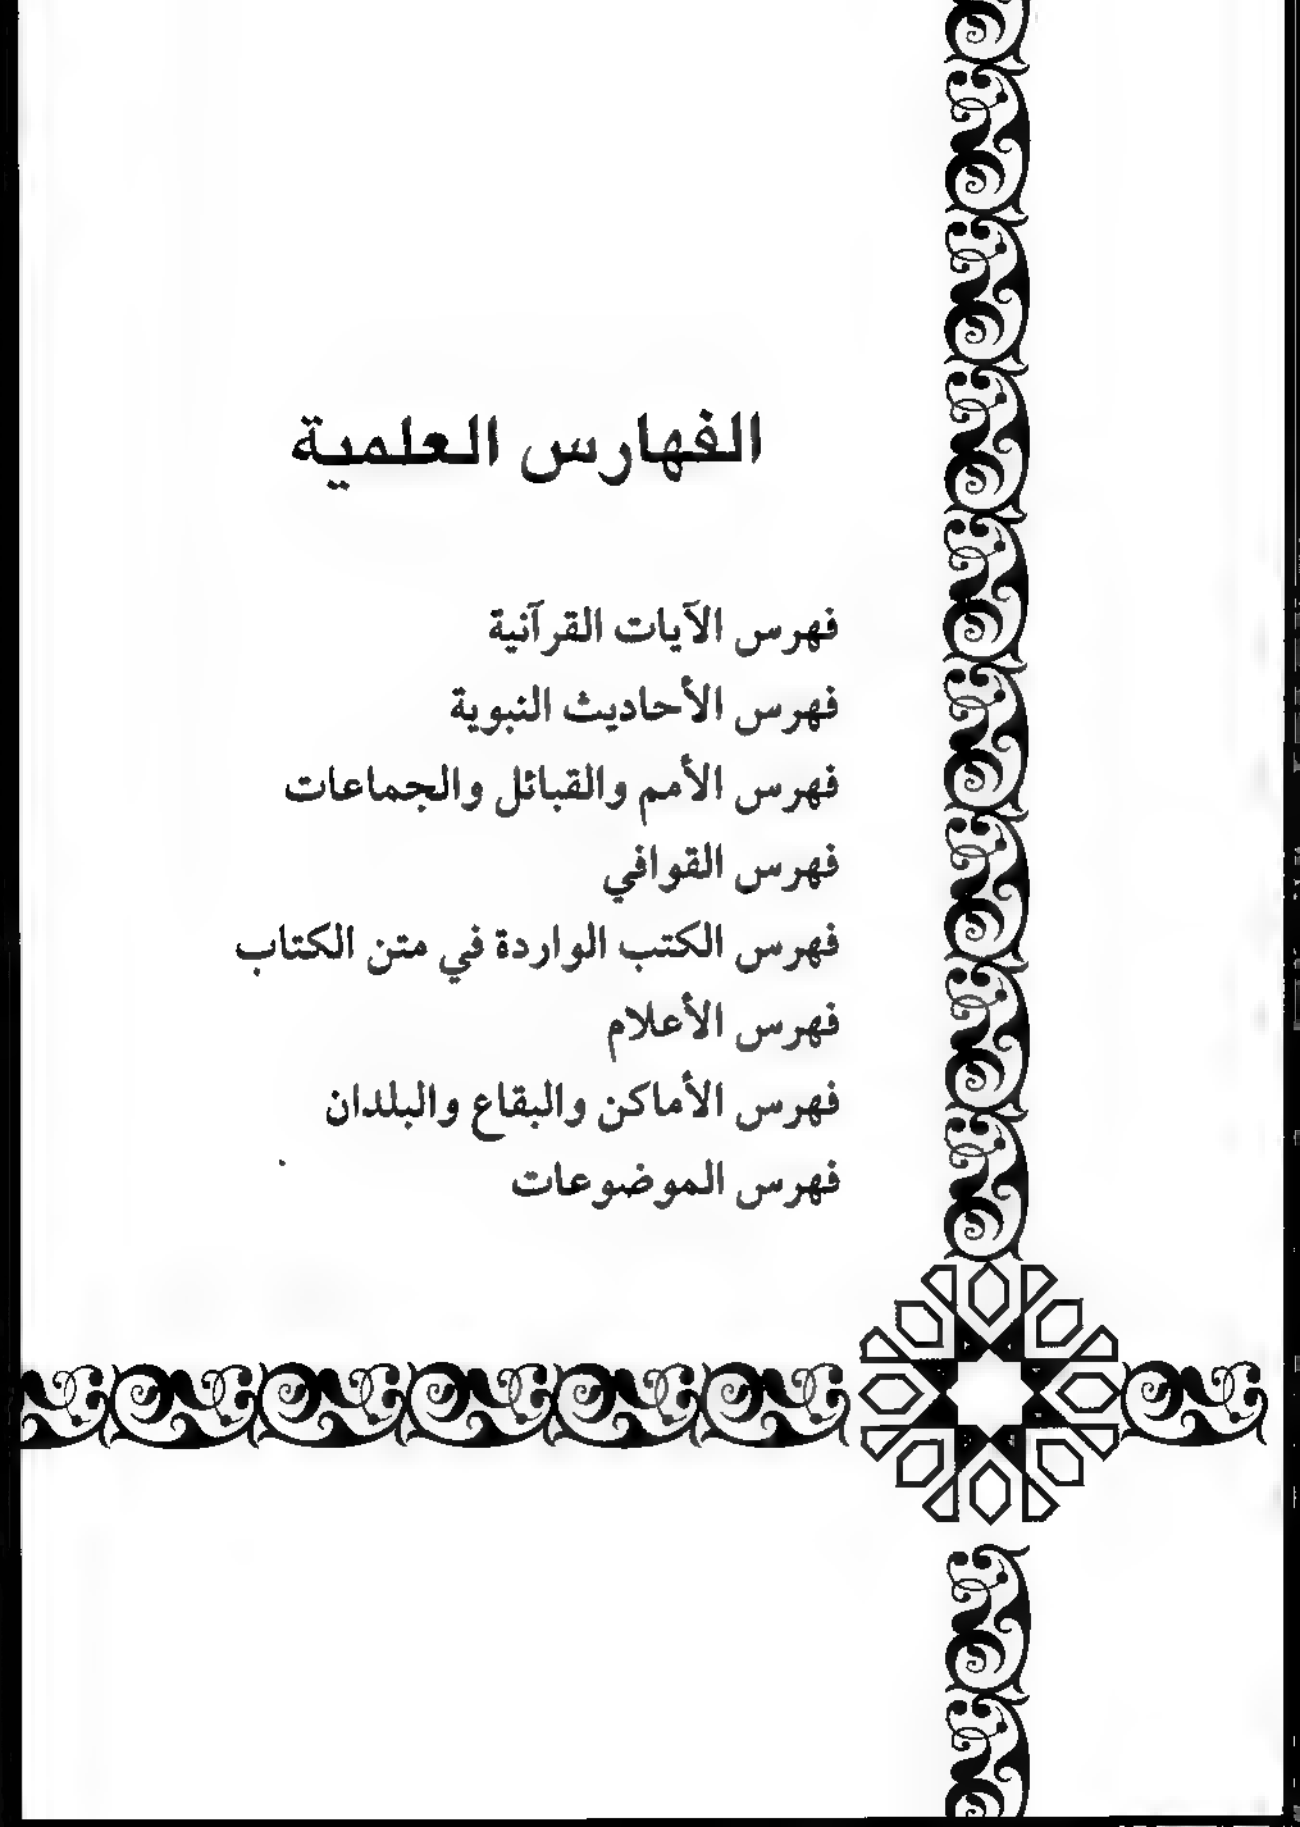 الفهارس العلمية
فهرس الآيات القرآنية
فهرس الأحاديث النبوية
فهرس الأمم والقبائل والجماعات
فهرس القوافي
فهرس الكتب الواردة في متن الكتاب
فهرس الأعلام
فهرس الأماكن والبقاع والبلدان
فهرس الموضوعات